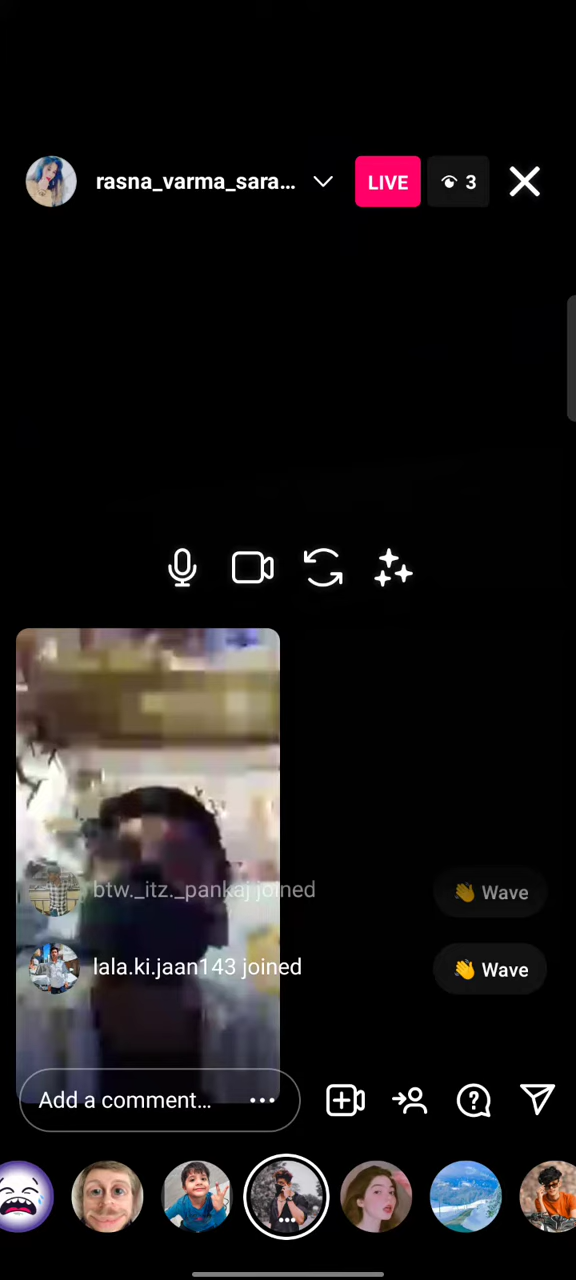 rasna_varma_sara...
LIVE
3
btw._itz._pankaj joined
Wave
lala.ki.jaan143 joined
Wave
Add a comment...